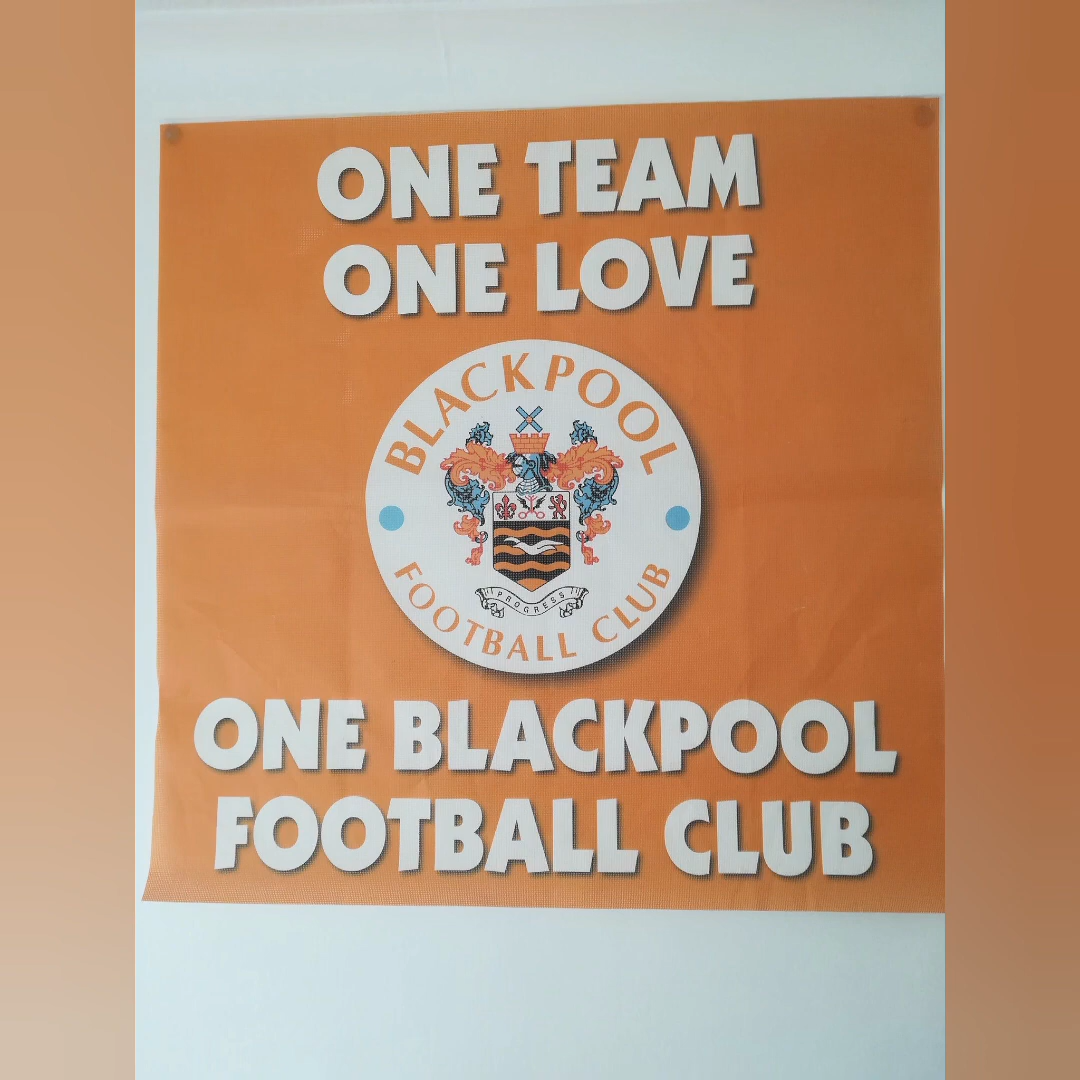 ONE TEAM
ONE LOVE
BLACKPOOL
PROGRESS
FOOTBALL CLUB
ONE BLACKPOOL
FOOTBALL CLUB